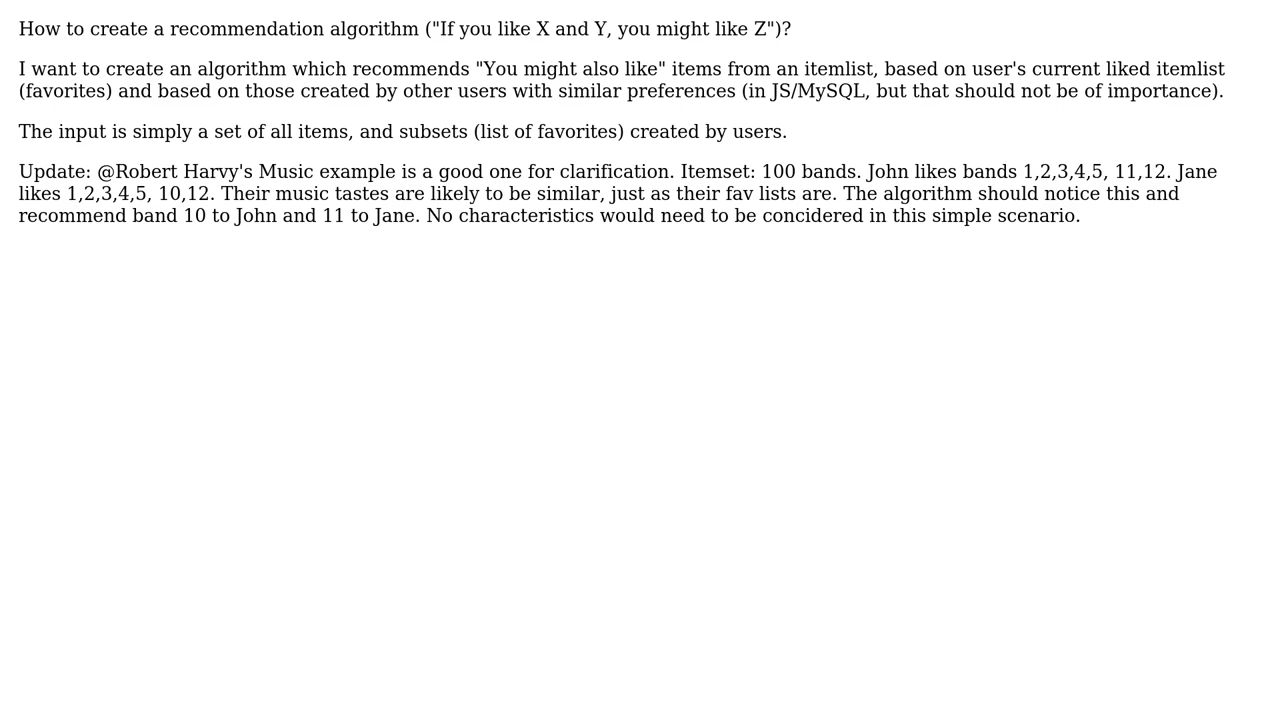 How to create a recommendation algorithm ("If you like X and Y, you might like Z")?
I want to create an algorithm which recommends "You might also like" items from an itemlist, based on user's current liked itemlist
(favorites) and based on those created by other users with similar preferences (in JS/MySQL, but that should not be of importance).
The input is simply a set of all items, and subsets (list of favorites) created by users.
Update: @Robert Harvy's Music example is a good one for clarification. Itemset: 100 bands. John likes bands 1,2,3,4,5, 11,12. Jane
likes 1,2,3,4,5, 10,12. Their music tastes are likely to be similar, just as their fav lists are. The algorithm should notice this and
recommend band 10 to John and 11 to Jane. No characteristics would need to be concidered in this simple scenario.